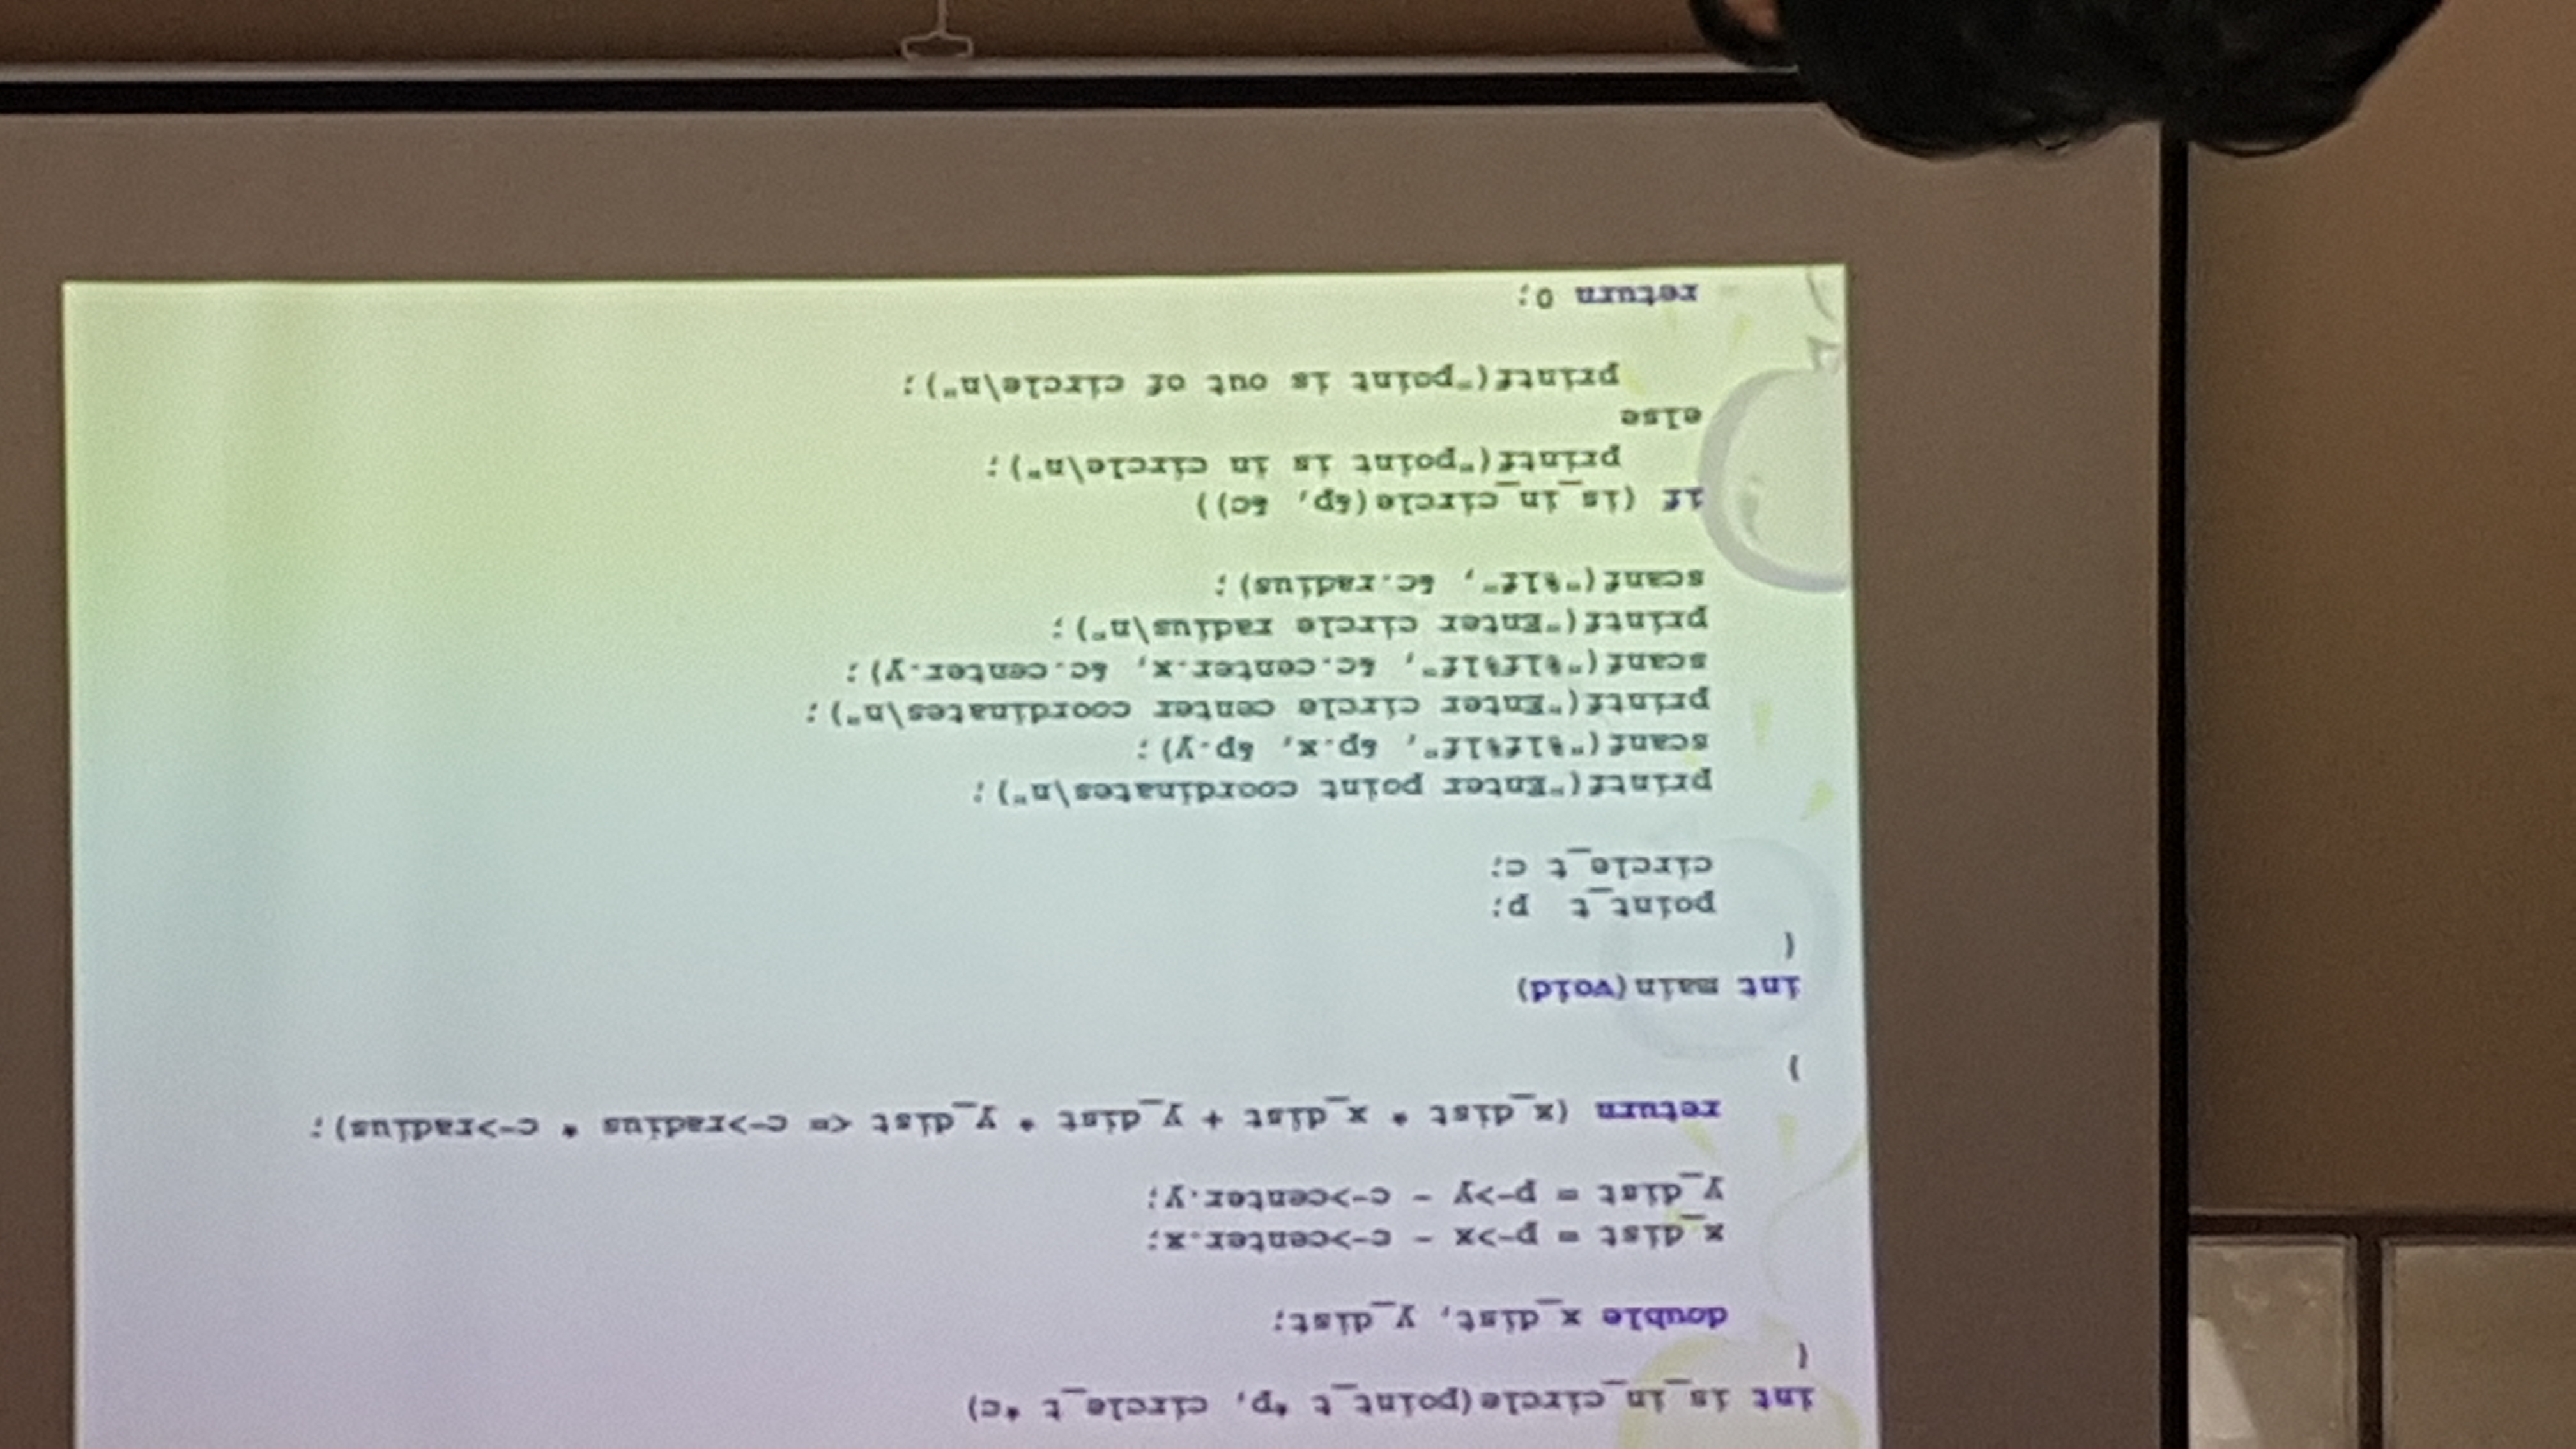 int is_in_circle(point_t *p, circle_t *c)
{
double x_dist, y_dist;
x_dist = p->x - c->center.x;
y_dist = p->y - c->center.y;
return (x_dist * x_dist + y_dist * y_dist <= c->radius * c->radius);
}
int main(void)
{
point_t p;
circle_t c;
printf("Enter point coordinates\n");
scanf("%lf%lf", &p.x, &p.y);
printf("Enter circle center coordinates\n");
scanf("%lf%lf", &c.center.x, &c.center.y);
printf("Enter circle radius\n");
scanf("%lf", &c.radius);
if (is_in_circle(&p, &c))
printf("point is in circle\n");
else
printf("point is out of circle\n");
return 0;